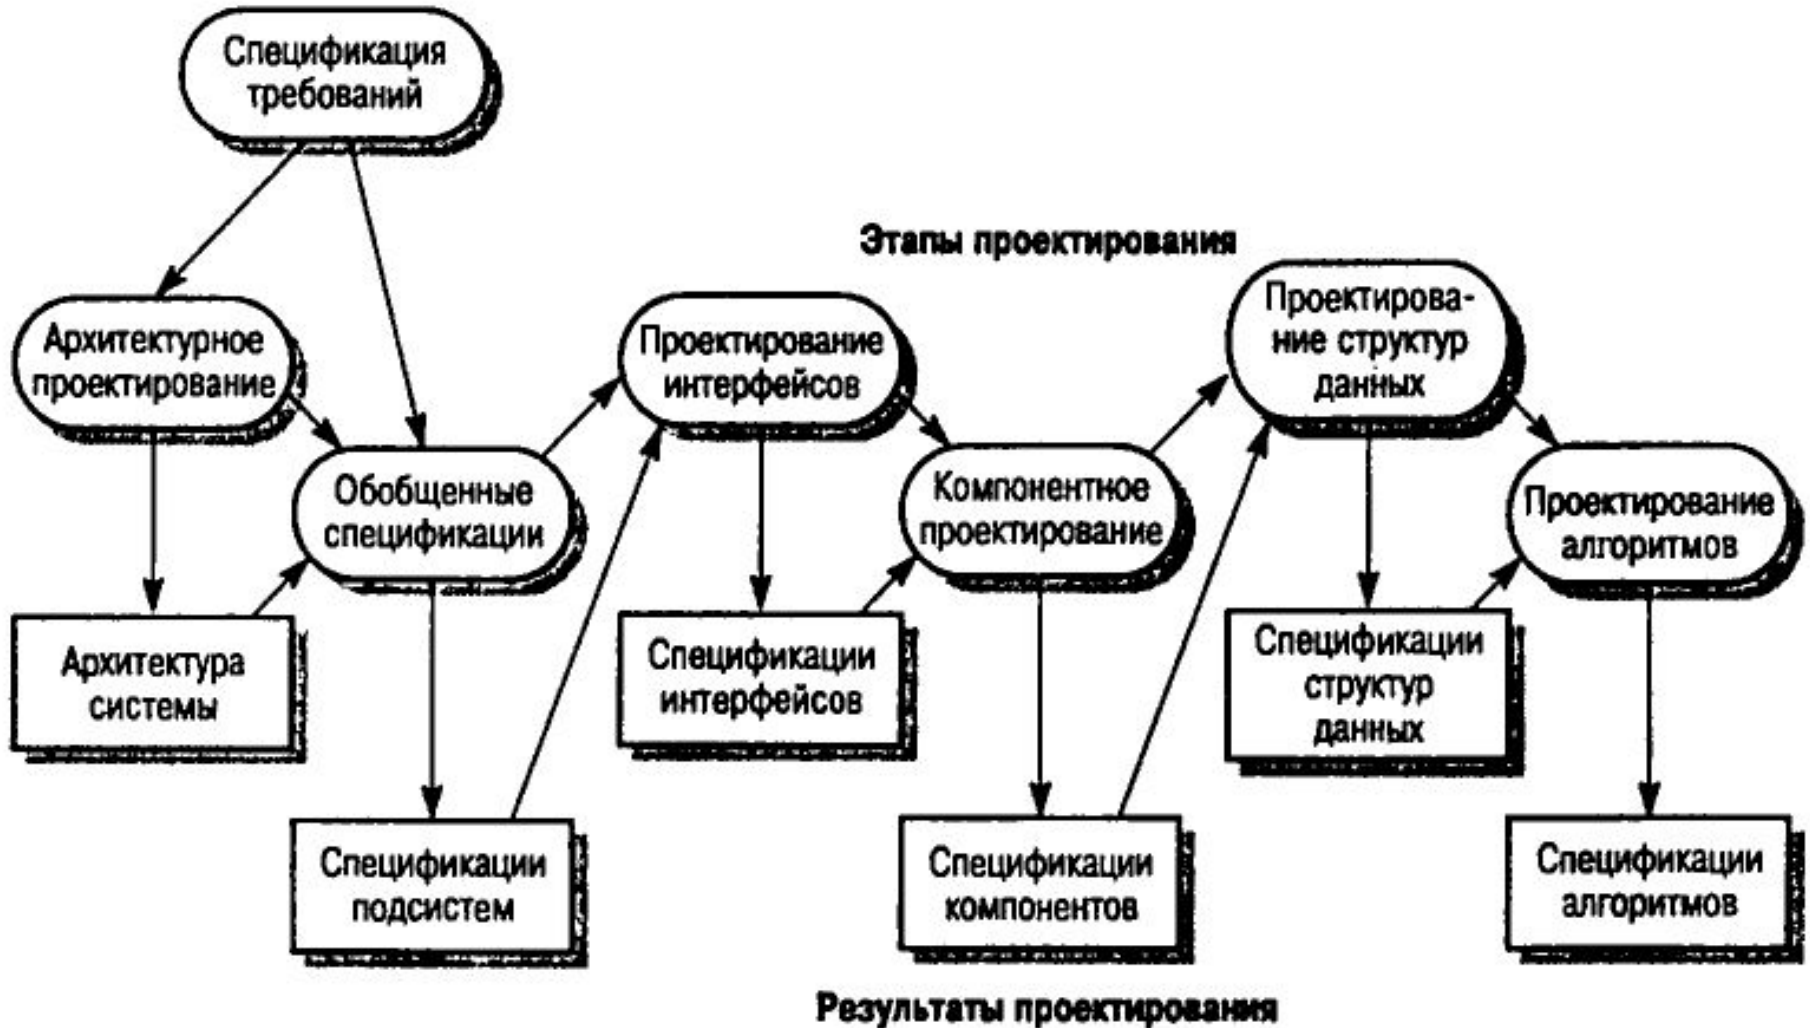 Спецификация
требований
Этапы проектирования
Архитектурное
проектирование
Обобщенные
спецификации
Проектирование
интерфейсов
Компонентное
проектирование
Проектирова-
ние структур
данных
Проектирование
алгоритмов
Архитектура
системы
Спецификации
подсистем
Спецификации
интерфейсов
Спецификации
компонентов
Спецификации
структур
данных
Спецификации
алгоритмов
Результаты проектирования